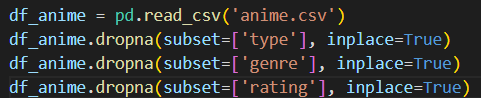 df_anime = pd.read_csv('anime.csv')
df_anime.dropna(subset=['type'], inplace=True)
df_anime.dropna(subset=['genre'], inplace=True)
df_anime.dropna(subset=['rating'], inplace=True)